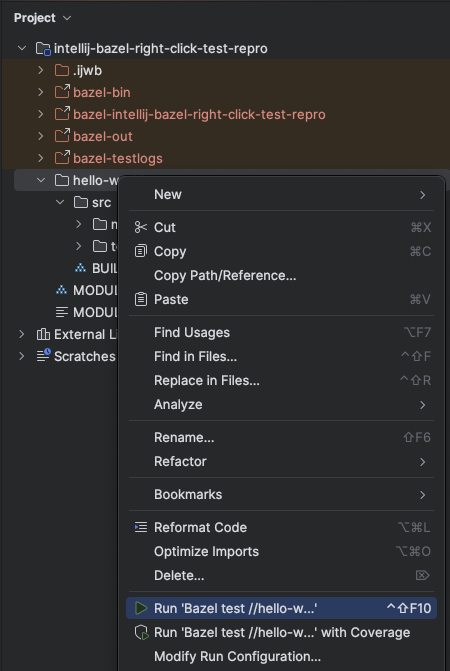 Project
intellij-bazel-right-click-test-repro
.ijwb
bazel-bin
bazel-intellij-bazel-right-click-test-repro
bazel-out
bazel-testlogs
hello-w
src
BUIL
MODUL
MODUL
External Li
Scratches
New
Cut ⌘X
Copy ⌘C
Copy Path/Reference...
Paste ⌘V
Find Usages ⌥F7
Find in Files... ⌃⇧F
Replace in Files... ⌃⇧R
Analyze
Rename... ⇧F6
Refactor
Bookmarks
Reformat Code ⌥⌘L
Optimize Imports ⌃⌥O
Delete... ⌦
Run 'Bazel test //hello-w...' ⌃⇧F10
Run 'Bazel test //hello-w...' with Coverage
Modify Run Configuration...